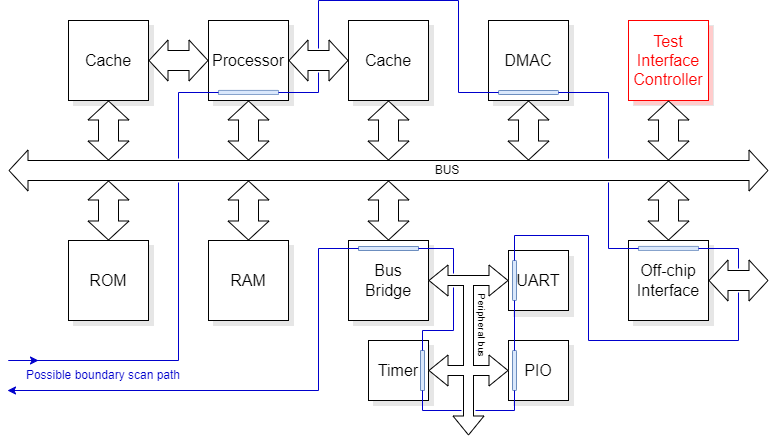 Cache
Processor
Cache
DMAC
Test
Interface
Controller
BUS
ROM
RAM
Bus
Bridge
Peripheral bus
UART
Off-chip
Interface
Timer
PIO
Possible boundary scan path